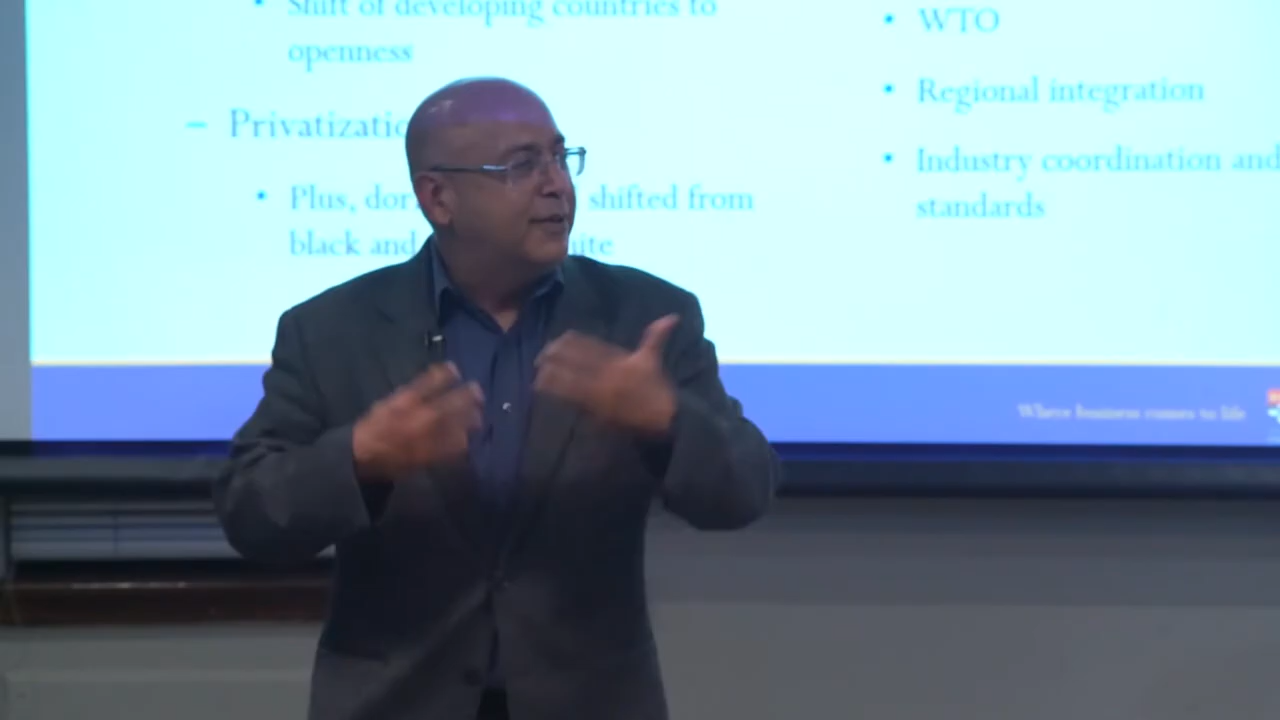 • Shift of developing countries to
openness
– Privatizatio
• Plus, dor shifted from
black and ite
• WTO
• Regional integration
• Industry coordination and
standards
Where business comes to life